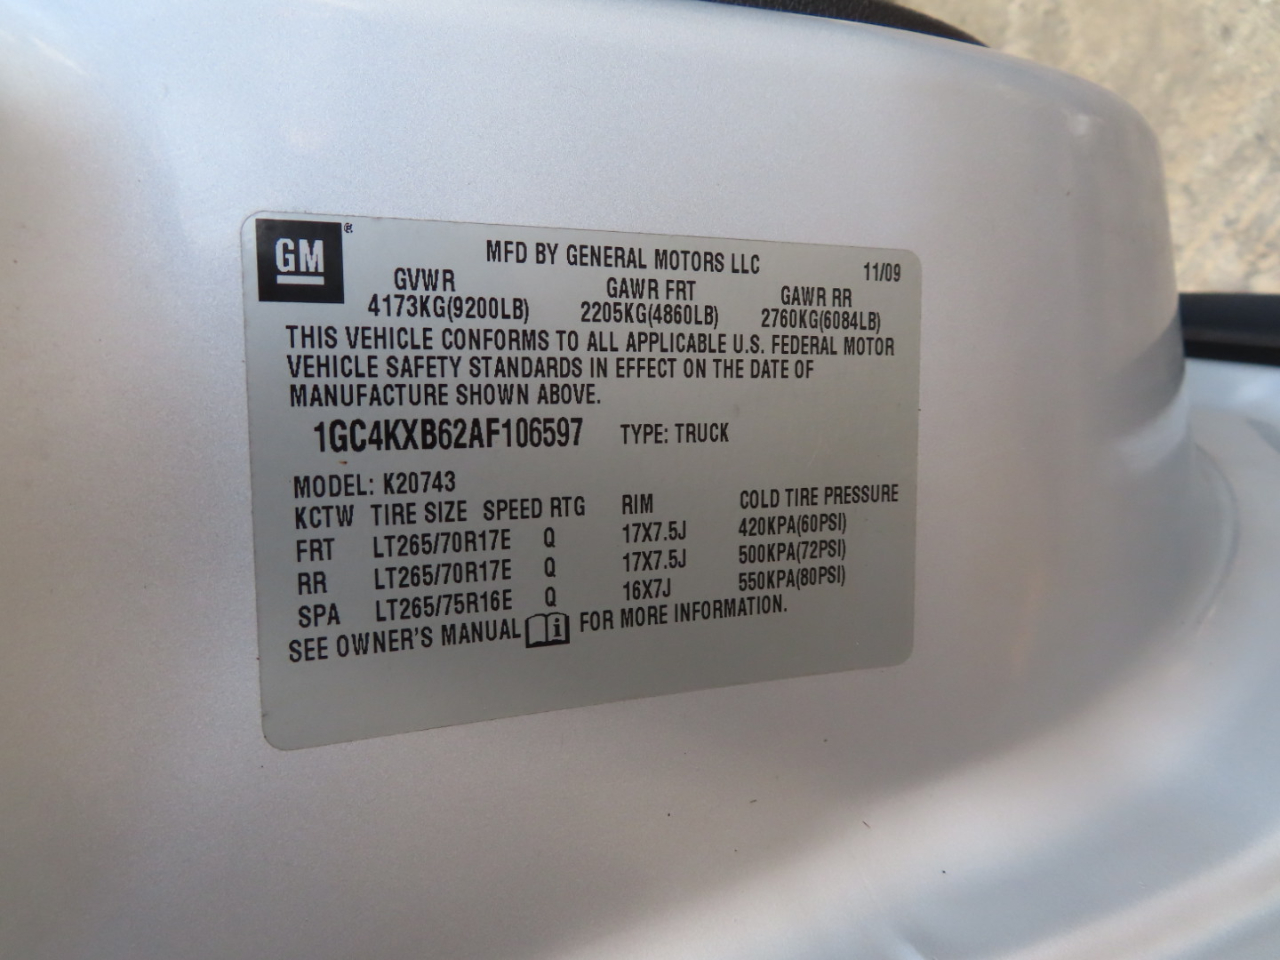 GM®
MFD BY GENERAL MOTORS LLC 11/09
GVWR GAWR FRT GAWR RR
4173KG(9200LB) 2205KG(4860LB) 2760KG(6084LB)
THIS VEHICLE CONFORMS TO ALL APPLICABLE U.S. FEDERAL MOTOR
VEHICLE SAFETY STANDARDS IN EFFECT ON THE DATE OF
MANUFACTURE SHOWN ABOVE.
1GC4KXB62AF106597 TYPE: TRUCK
MODEL: K20743
KCTW TIRE SIZE SPEED RTG RIM COLD TIRE PRESSURE
FRT LT265/70R17E Q 17X7.5J 420KPA(60PSI)
RR LT265/70R17E Q 17X7.5J 500KPA(72PSI)
SPA LT265/75R16E Q 16X7J 550KPA(80PSI)
SEE OWNER'S MANUAL i FOR MORE INFORMATION.